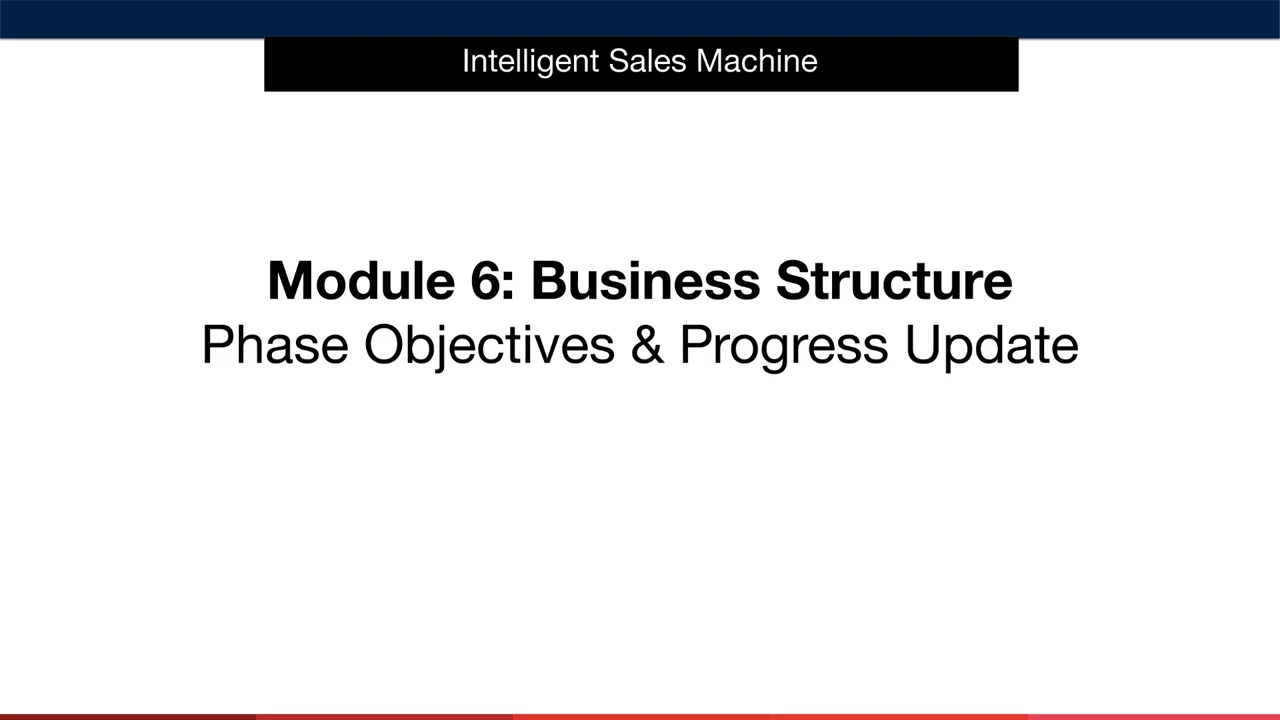 Intelligent Sales Machine
Module 6: Business Structure
Phase Objectives & Progress Update